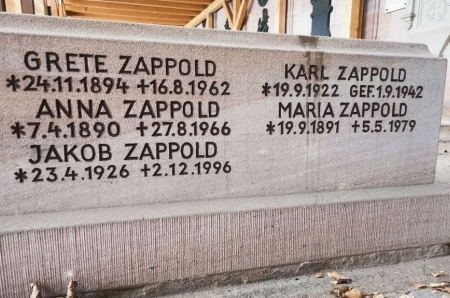 GRETE ZAPPOLD
*24.11.1894 +16.8.1962
ANNA ZAPPOLD
*7.4.1890 +27.8.1966
JAKOB ZAPPOLD
*23.4.1926 +2.12.1996
KARL ZAPPOLD
*19.9.1922 GEF.1.9.1942
MARIA ZAPPOLD
*19.9.1891 +5.5.1979